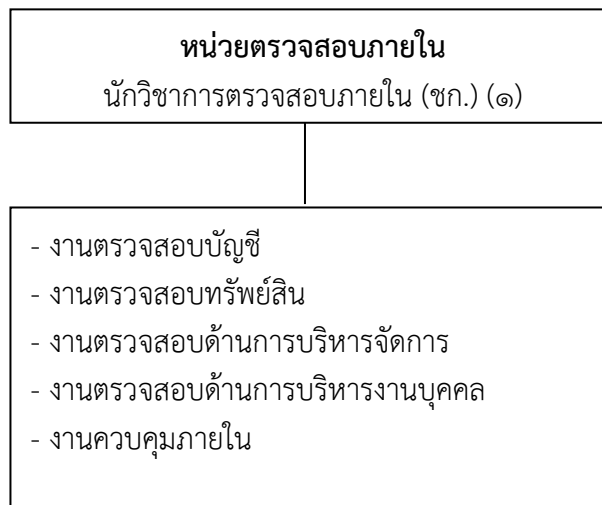 หน่วยตรวจสอบภายใน
นักวิชาการตรวจสอบภายใน (ชก.) (๑)
- งานตรวจสอบบัญชี
- งานตรวจสอบทรัพย์สิน
- งานตรวจสอบด้านการบริหารจัดการ
- งานตรวจสอบด้านการบริหารงานบุคคล
- งานควบคุมภายใน